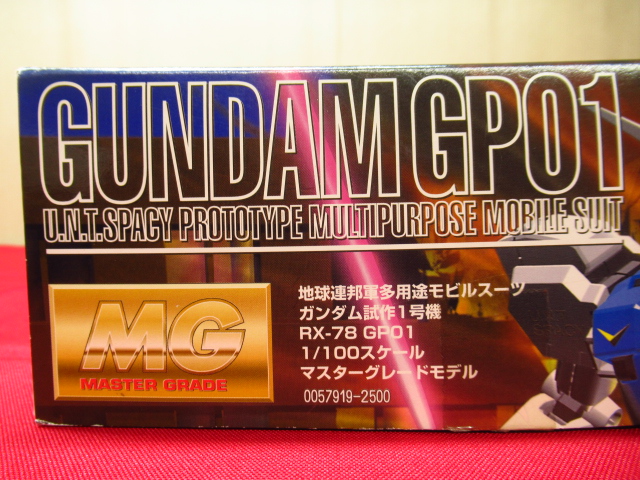 GUNDAM GP01
U.N.T. SPACY PROTOTYPE MULTIPURPOSE MOBILE SUIT
MG
MASTER GRADE
地球連邦軍多用途モビルスーツ
ガンダム試作1号機
RX-78 GP01
1/100スケール
マスターグレードモデル
0057919-2500